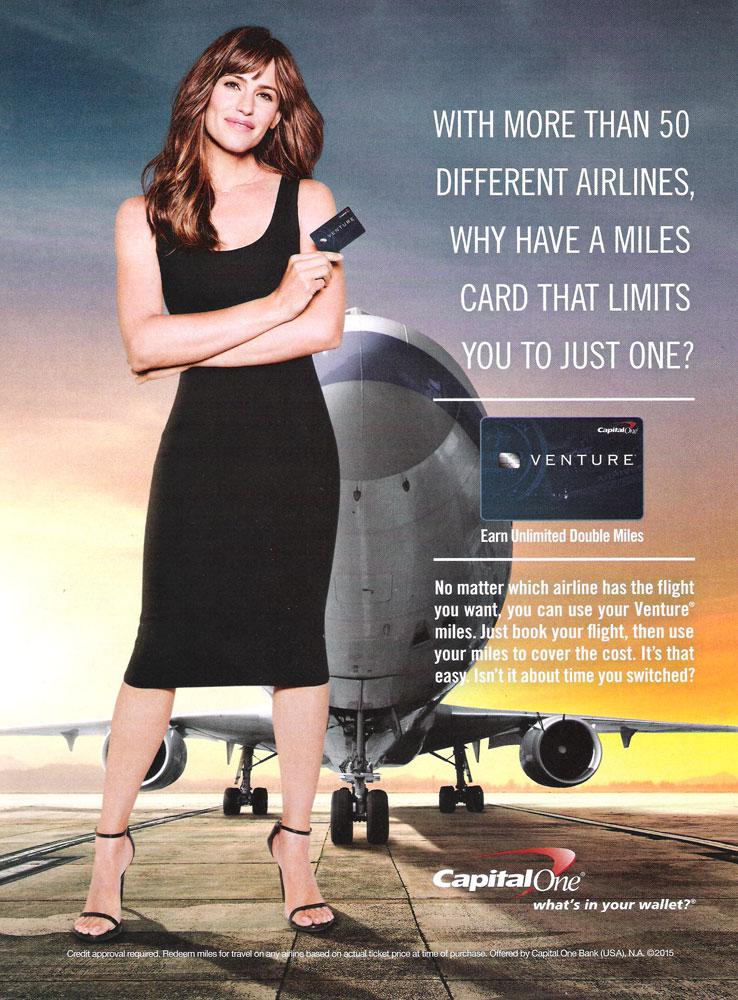 WITH MORE THAN 50
DIFFERENT AIRLINES,
WHY HAVE A MILES
CARD THAT LIMITS
YOU TO JUST ONE?
VENTURE
CapitalOne
VENTURE
Earn Unlimited Double Miles
No matter which airline has the flight
you want, you can use your Venture®
miles. Just book your flight, then use
your miles to cover the cost. It's that
easy. Isn't it about time you switched?
CapitalOne®
what's in your wallet?®
Credit approval required. Redeem miles for travel on any airline based on actual ticket price at time of purchase. Offered by Capital One Bank (USA), N.A. ©2015